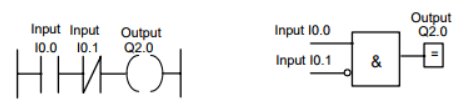 Input Input Output
I0.0 I0.1 Q2.0
Output
Q2.0
Input I0.0
Input I0.1
&
=